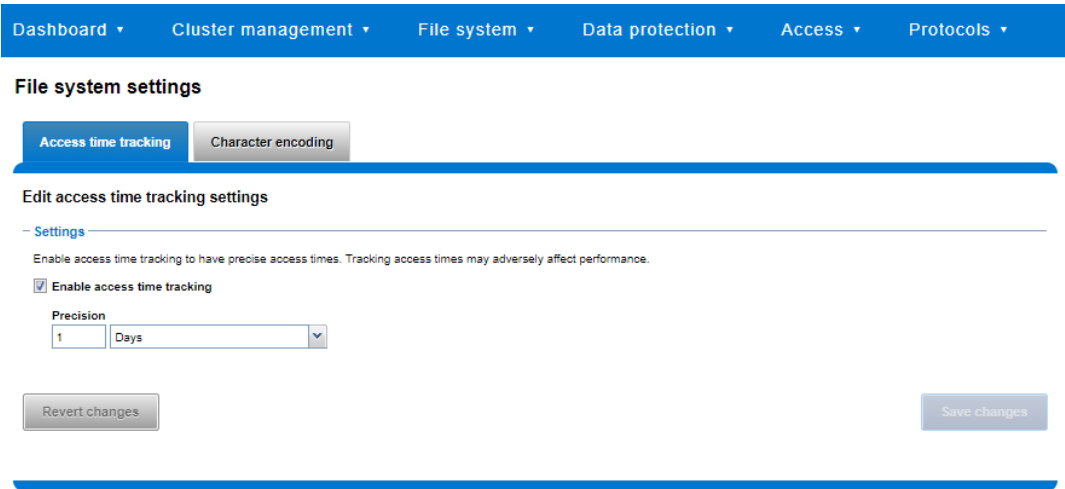 Dashboard Cluster management File system Data protection Access Protocols
File system settings
Access time tracking Character encoding
Edit access time tracking settings
Settings
Enable access time tracking to have precise access times. Tracking access times may adversely affect performance.
Enable access time tracking
Precision
1 Days
Revert changes Save changes